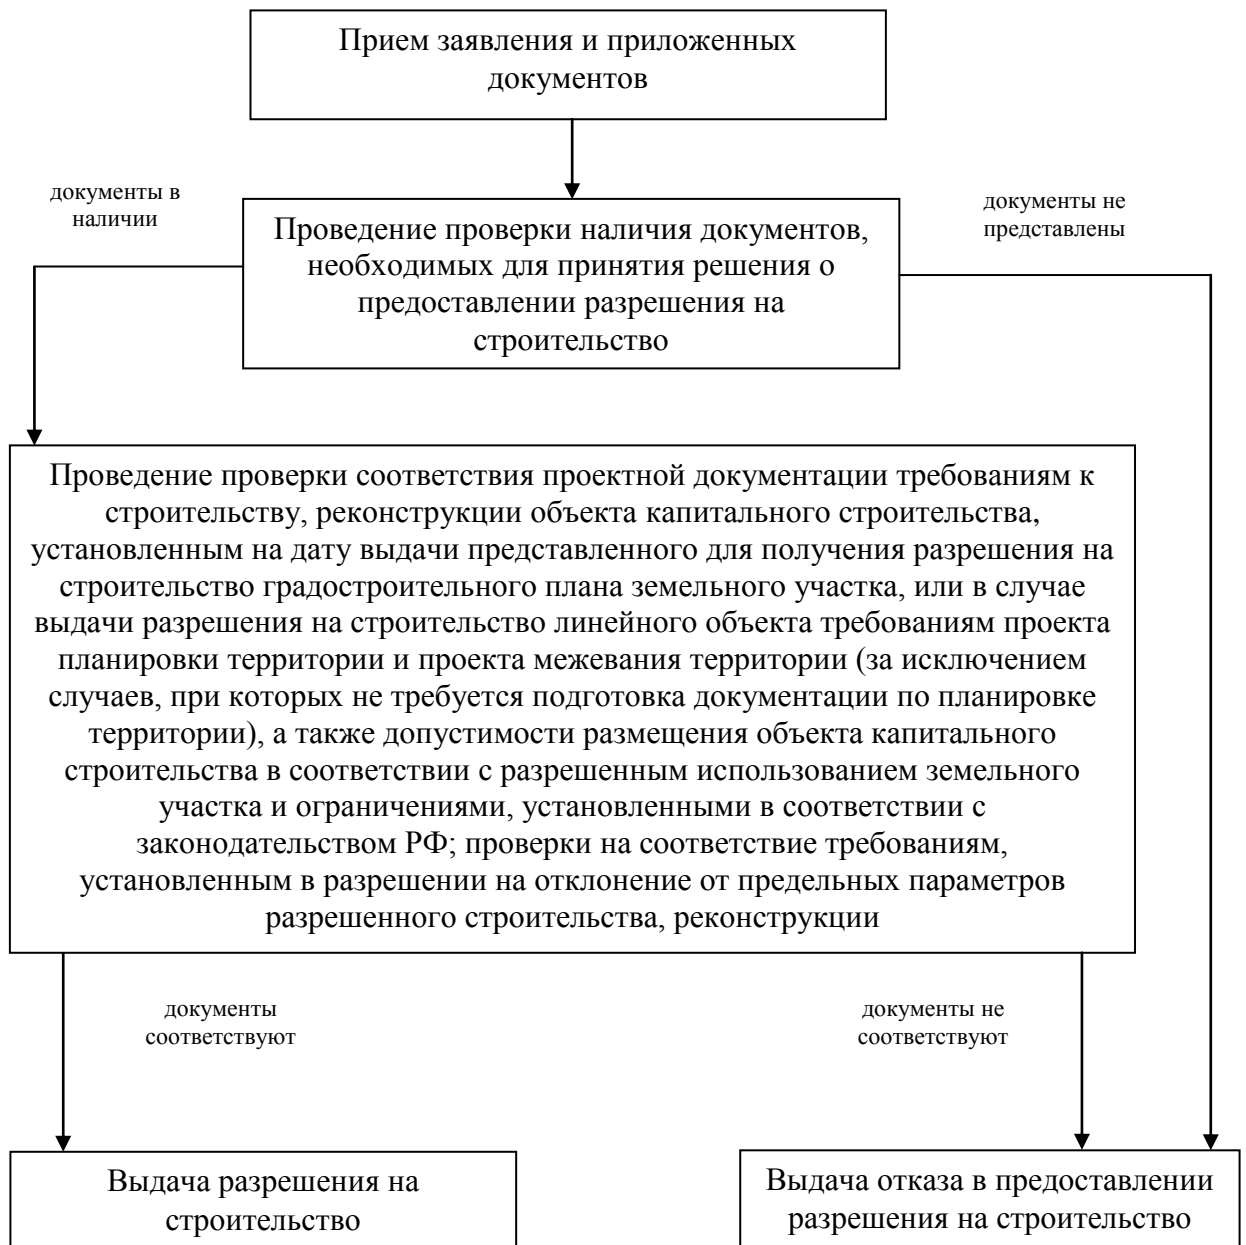 Прием заявления и приложенных
документов
документы в
наличии
документы не
представлены
Проведение проверки наличия документов,
необходимых для принятия решения о
предоставлении разрешения на
строительство
Проведение проверки соответствия проектной документации требованиям к
строительству, реконструкции объекта капитального строительства,
установленным на дату выдачи представленного для получения разрешения на
строительство градостроительного плана земельного участка, или в случае
выдачи разрешения на строительство линейного объекта требованиям проекта
планировки территории и проекта межевания территории (за исключением
случаев, при которых не требуется подготовка документации по планировке
территории), а также допустимости размещения объекта капитального
строительства в соответствии с разрешенным использованием земельного
участка и ограничениями, установленными в соответствии с
законодательством РФ; проверки на соответствие требованиям,
установленным в разрешении на отклонение от предельных параметров
разрешенного строительства, реконструкции
документы
соответствуют
документы не
соответствуют
Выдача разрешения на
строительство
Выдача отказа в предоставлении
разрешения на строительство